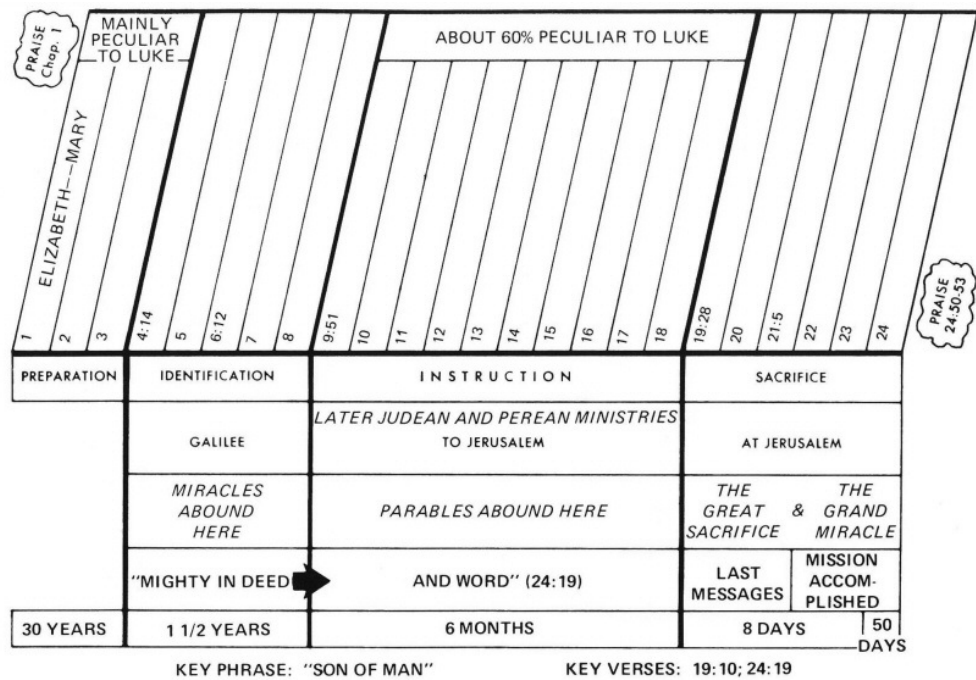 PRAISE
Chap. 1
MAINLY
PECULIAR
TO LUKE
ABOUT 60% PECULIAR TO LUKE
ELIZABETH---MARY
1
2
3
4:14
5
6:12
7
8
9:51
10
11
12
13
14
15
16
17
18
19:28
20
21:5
22
23
24
PRAISE
24:50-53
PREPARATION
IDENTIFICATION
INSTRUCTION
SACRIFICE
GALILEE
LATER JUDEAN AND PEREAN MINISTRIES
TO JERUSALEM
AT JERUSALEM
MIRACLES
ABOUND
HERE
PARABLES ABOUND HERE
THE
GREAT
SACRIFICE
&
THE
GRAND
MIRACLE
"MIGHTY IN DEED
AND WORD" (24:19)
LAST
MESSAGES
MISSION
ACCOM-
PLISHED
30 YEARS
1 1/2 YEARS
6 MONTHS
8 DAYS
50
DAYS
KEY PHRASE: "SON OF MAN"
KEY VERSES: 19:10; 24:19